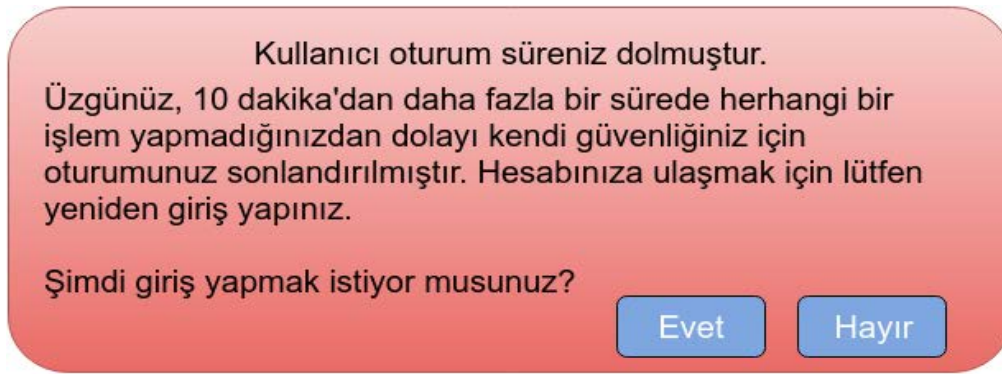 Kullanıcı oturum süreniz dolmuştur.
Üzgünüz, 10 dakika'dan daha fazla bir sürede herhangi bir
işlem yapmadığınızdan dolayı kendi güvenliğiniz için
oturumunuz sonlandırılmıştır. Hesabınıza ulaşmak için lütfen
yeniden giriş yapınız.
Şimdi giriş yapmak istiyor musunuz?
Evet Hayır